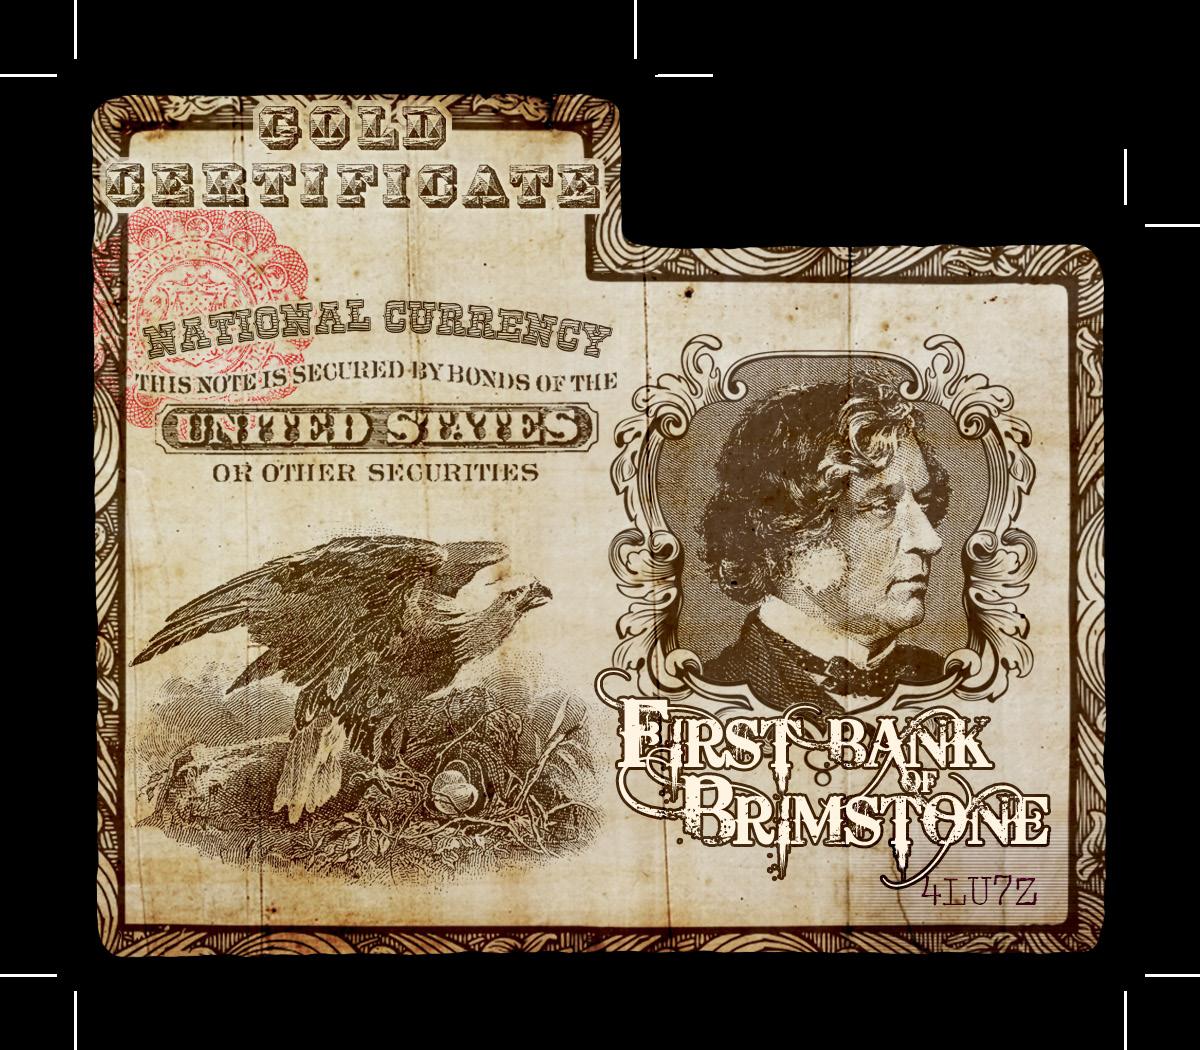 GOLD
CERTIFICATE
NATIONAL CURRENCY
THIS NOTE IS SECURED BY BONDS OF THE
UNITED STATES
OR OTHER SECURITIES
FIRST BANK
OF
BRIMSTONE
4LU7Z